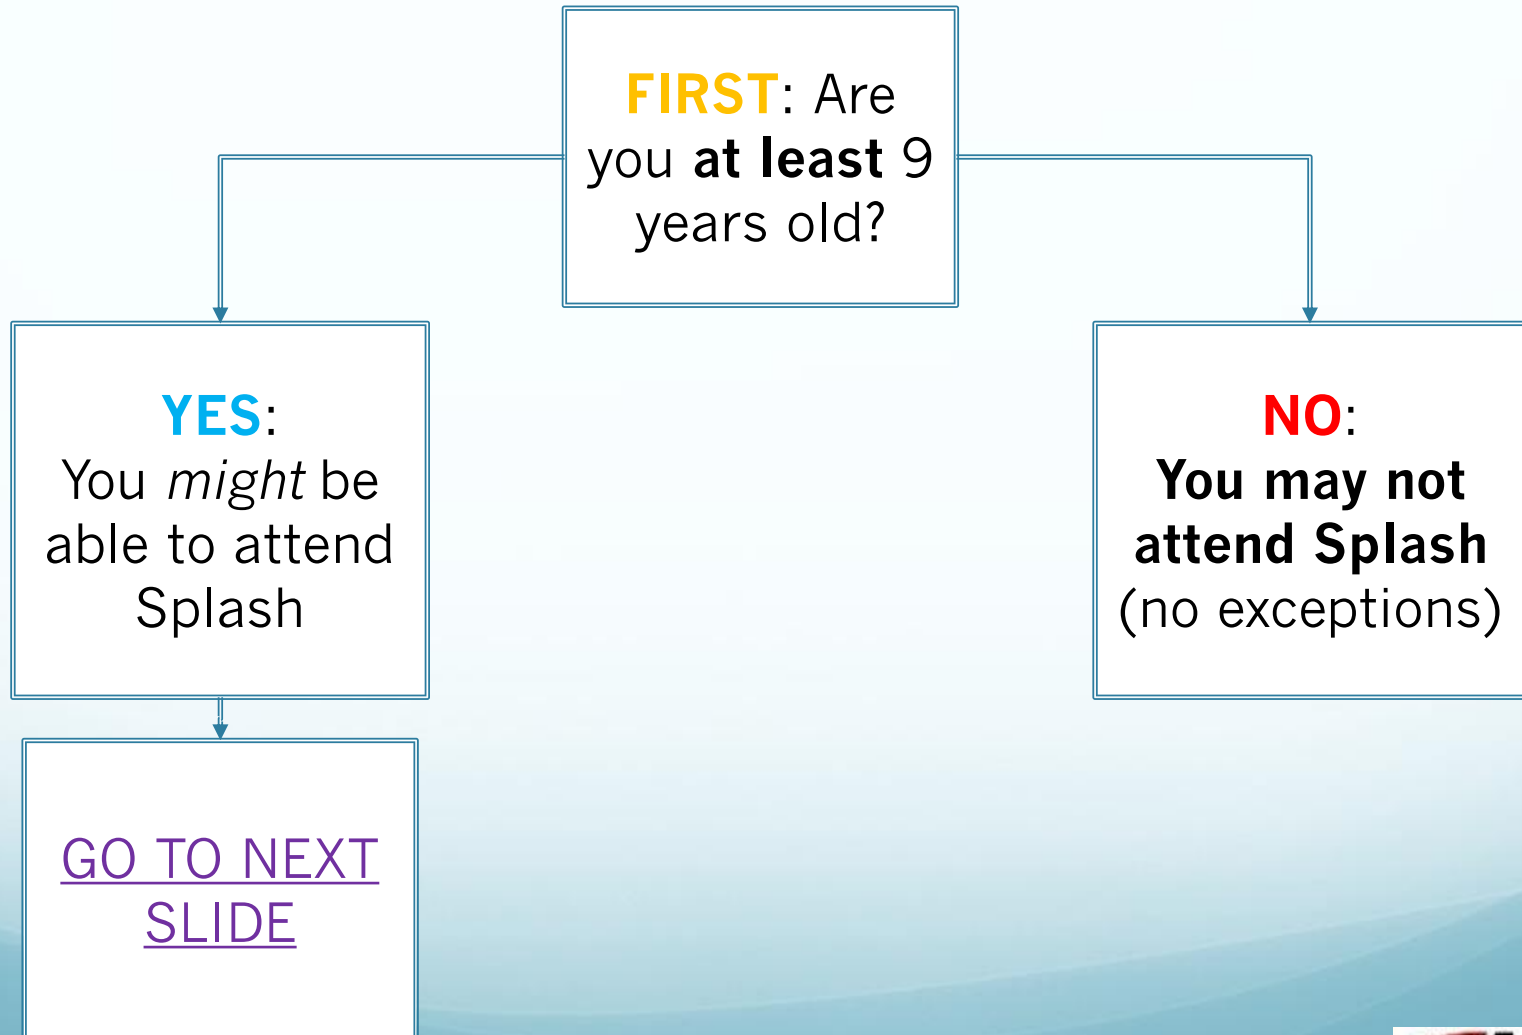 FIRST: Are
you at least 9
years old?
YES:
You might be
able to attend
Splash
NO:
You may not
attend Splash
(no exceptions)
GO TO NEXT
SLIDE